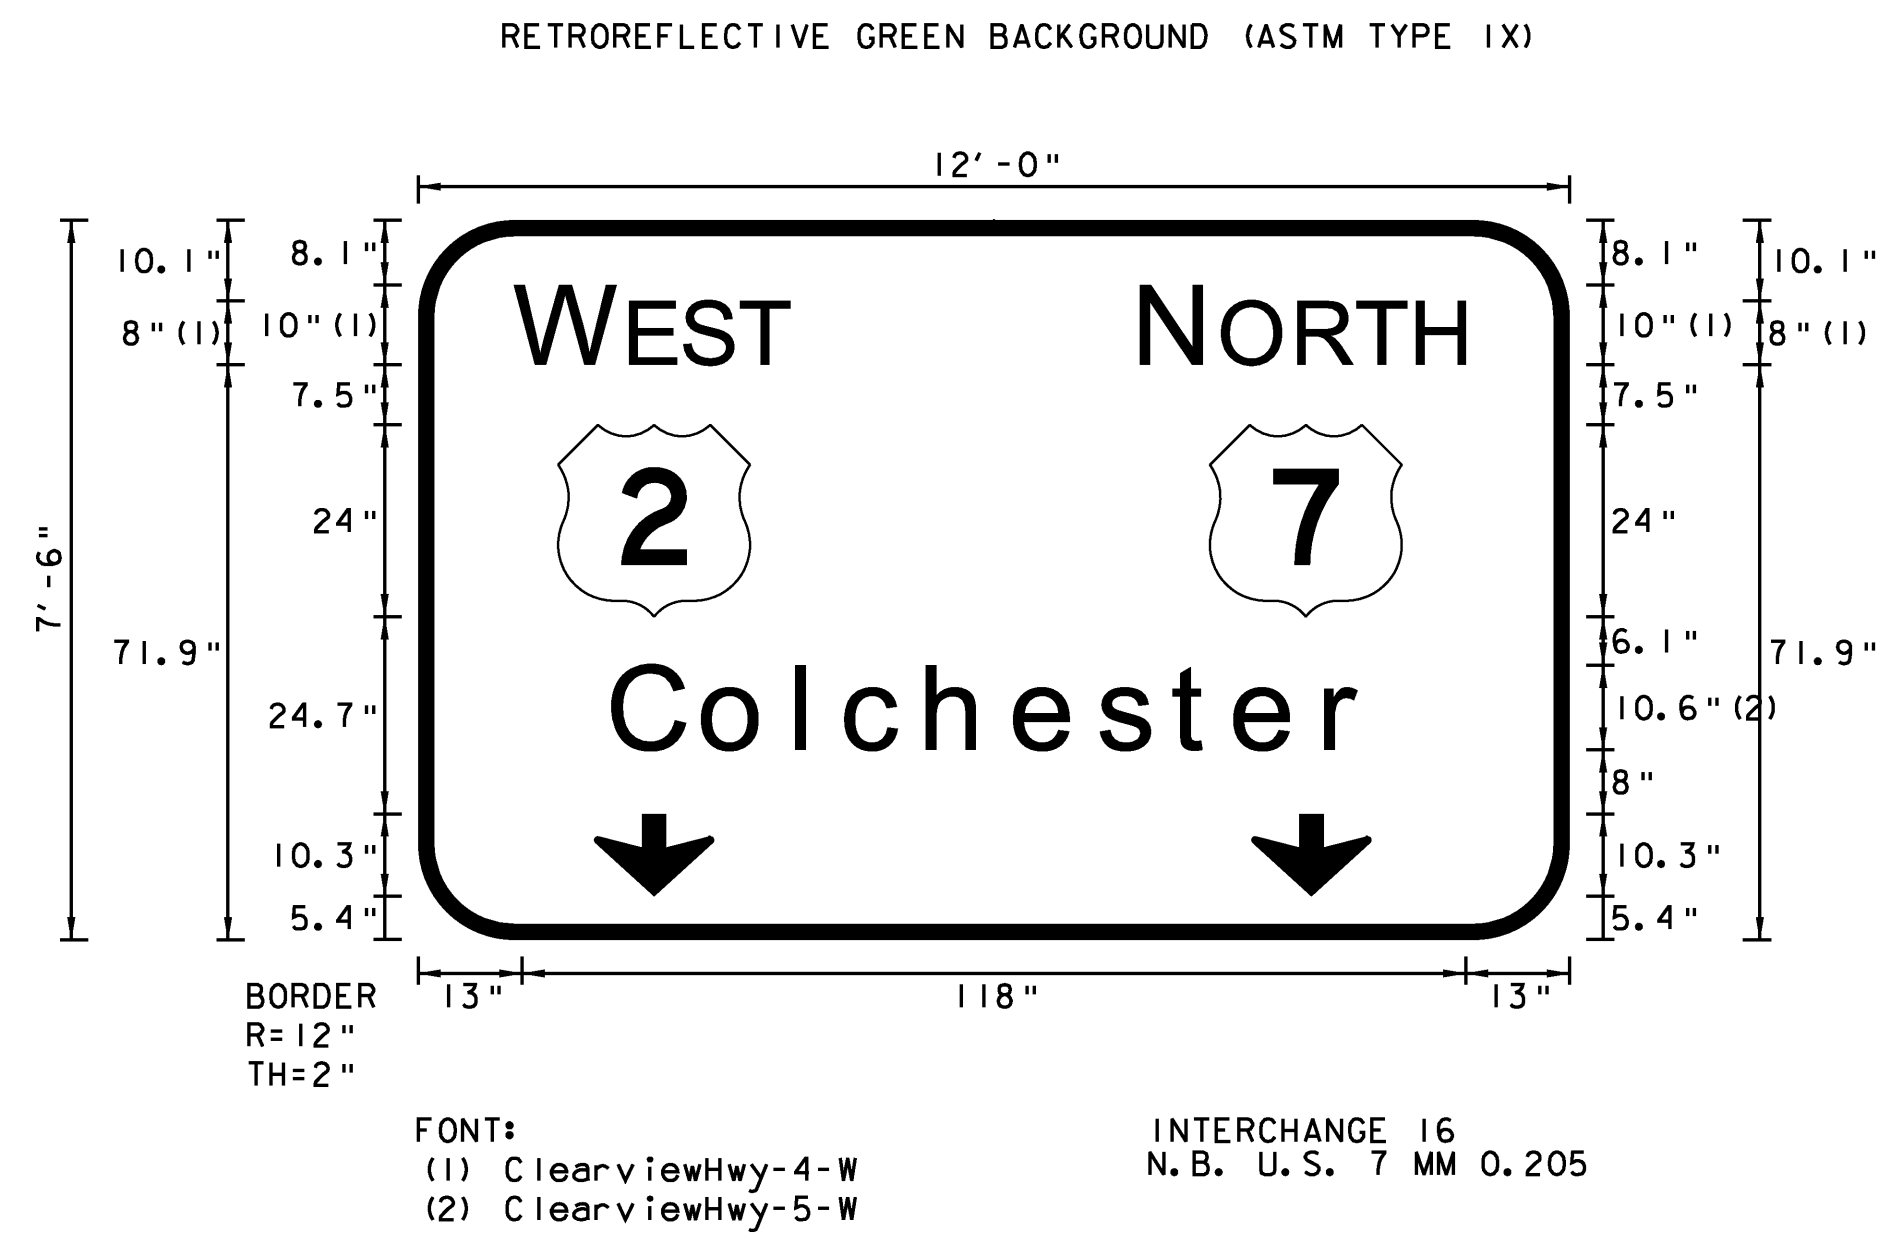 RETROREFLECTIVE GREEN BACKGROUND (ASTM TYPE IX)
12'-0"
10.1" 8.1" 8.1" 10.1"
WEST NORTH
8"(1) 10"(1) 10"(1) 8"(1)
7.5" 7.5"
2 7
24" 24"
7'-6"
71.9" 6.1" 71.9"
Colchester
24.7" 10.6"(2)
8"
10.3" 10.3"
5.4" 5.4"
13" 118" 13"
BORDER
R=12"
TH=2"
FONT:
(1) ClearviewHwy-4-W
(2) ClearviewHwy-5-W
INTERCHANGE 16
N.B. U.S. 7 MM 0.205